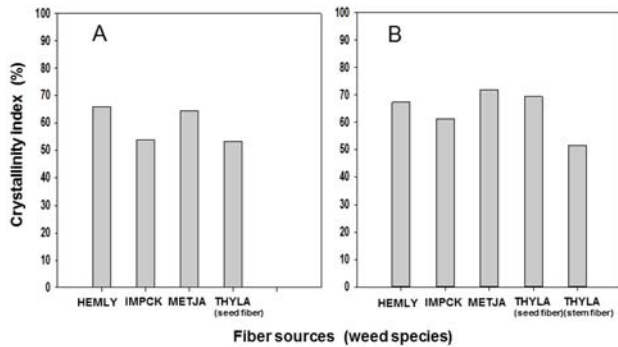 A
B
100
90
80
70
60
50
40
30
20
10
0
100
90
80
70
60
50
40
30
20
10
0
Crystallinity Index (%)
HEMLY IMPCK METJA THYLA
(seed fiber)
HEMLY IMPCK METJA THYLA THYLA
(seed fiber) (stem fiber)
Fiber sources (weed species)